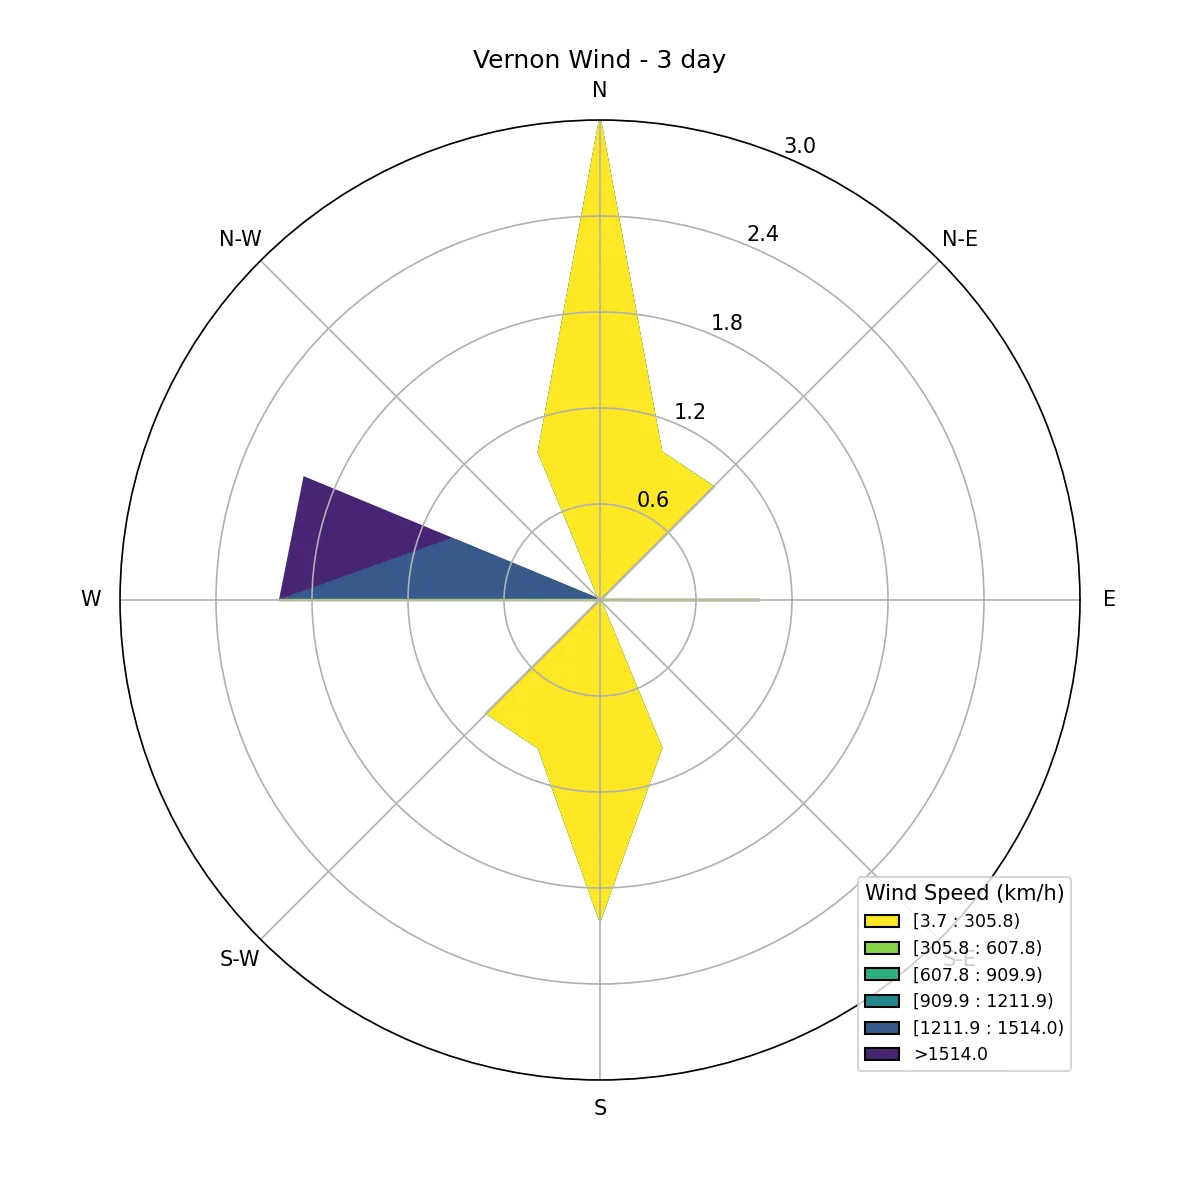 Vernon Wind - 3 day
N
3.0
N-W
N-E
2.4
1.8
1.2
0.6
W
E
S-W
S-E
Wind Speed (km/h)
[3.7 : 305.8)
[305.8 : 607.8)
[607.8 : 909.9)
[909.9 : 1211.9)
[1211.9 : 1514.0)
>1514.0
S